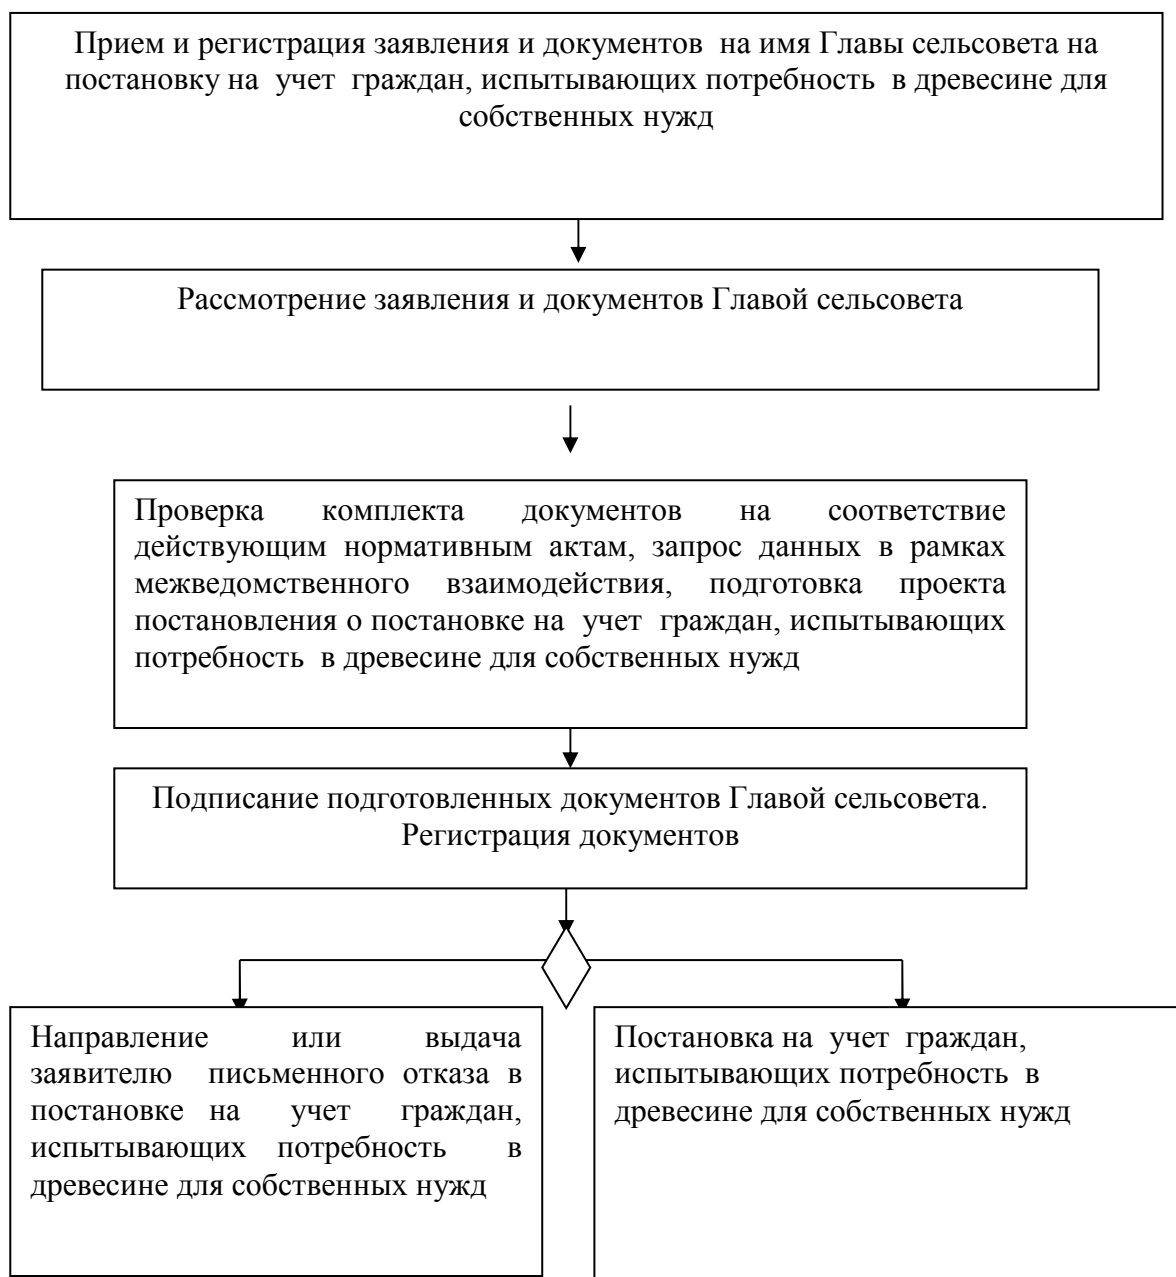 Прием и регистрация заявления и документов на имя Главы сельсовета на
постановку на учет граждан, испытывающих потребность в древесине для
собственных нужд
Рассмотрение заявления и документов Главой сельсовета
Проверка комплекта документов на соответствие
действующим нормативным актам, запрос данных в рамках
межведомственного взаимодействия, подготовка проекта
постановления о постановке на учет граждан, испытывающих
потребность в древесине для собственных нужд
Подписание подготовленных документов Главой сельсовета.
Регистрация документов
Направление или выдача
заявителю письменного отказа в
постановке на учет граждан,
испытывающих потребность в
древесине для собственных нужд
Постановка на учет граждан,
испытывающих потребность в
древесине для собственных нужд